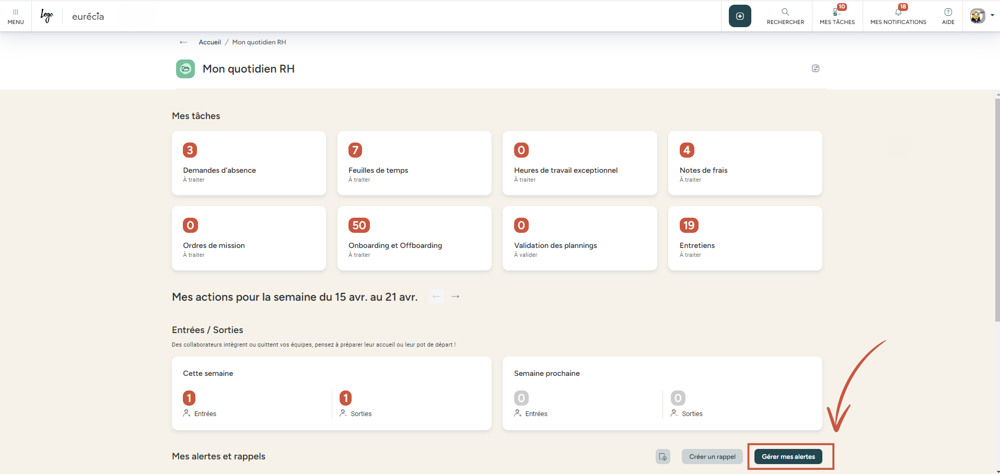 MENU
Logo
eurécia
RECHERCHER
10
MES TÂCHES
18
MES NOTIFICATIONS
AIDE
Accueil / Mon quotidien RH
Mon quotidien RH
Mes tâches
3
Demandes d'absence
À traiter
7
Feuilles de temps
À traiter
0
Heures de travail exceptionnel
À traiter
4
Notes de frais
À traiter
0
Ordres de mission
À traiter
50
Onboarding et Offboarding
À traiter
0
Validation des plannings
À valider
19
Entretiens
À traiter
Mes actions pour la semaine du 15 avr. au 21 avr.
Entrées / Sorties
Des collaborateurs intègrent ou quittent vos équipes, pensez à préparer leur accueil ou leur pot de départ !
Cette semaine
1
Entrées
1
Sorties
Semaine prochaine
0
Entrées
0
Sorties
Mes alertes et rappels
Créer un rappel
Gérer mes alertes